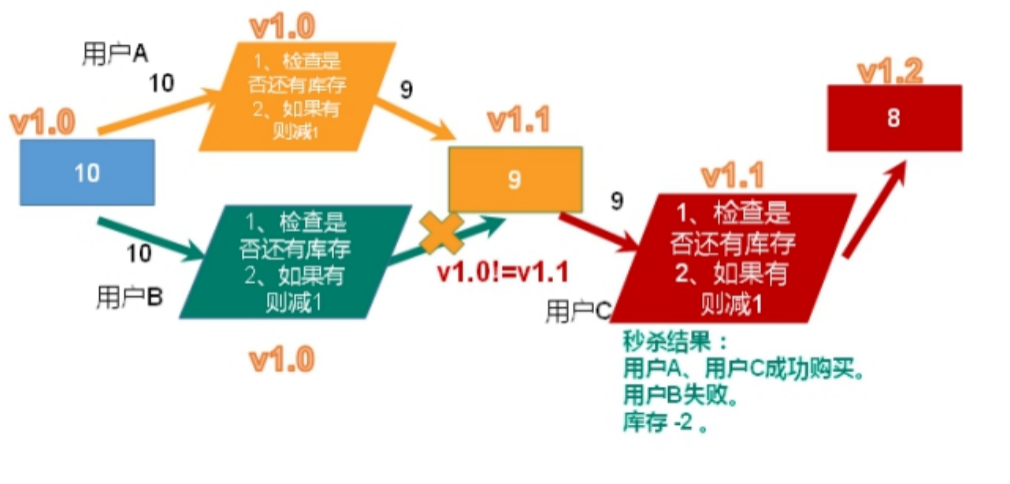 v1.0
用户A
10
1、检查是
否还有库存
2、如果有
则减1
9
v1.0
10
v1.1
9
v1.2
8
10
用户B
1、检查是
否还有库存
2、如果有
则减1
v1.0
v1.0!=v1.1
9
v1.1
1、检查是
否还有库存
2、如果有
则减1
用户C
秒杀结果：
用户A、用户C成功购买。
用户B失败。
库存 -2 。